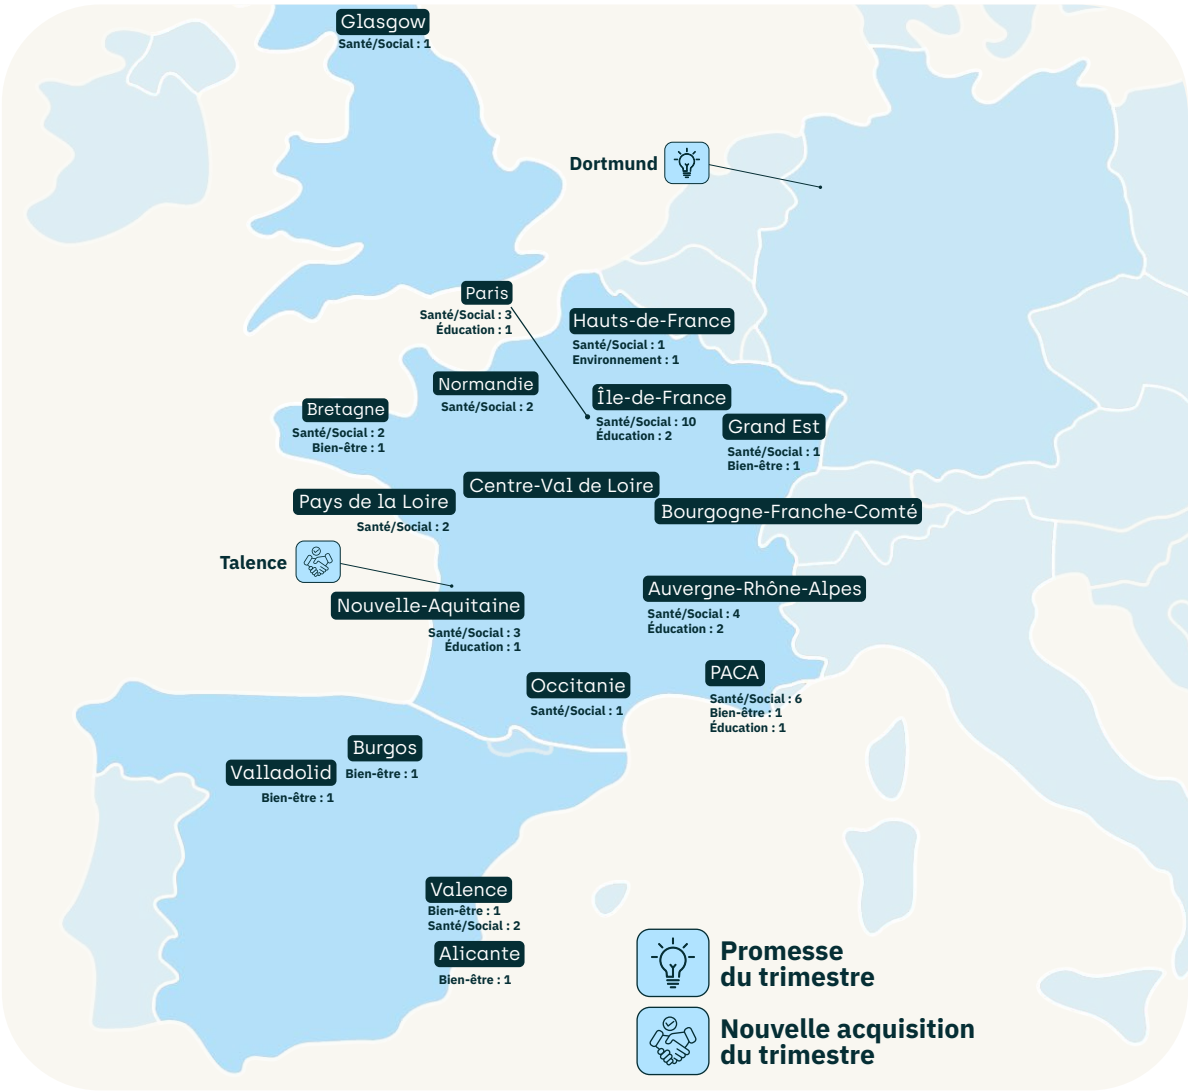 Glasgow
Santé/Social : 1
Dortmund
Paris
Santé/Social : 3
Éducation : 1
Hauts-de-France
Santé/Social : 1
Environnement : 1
Normandie
Santé/Social : 2
Île-de-France
Santé/Social : 10
Éducation : 2
Bretagne
Santé/Social : 2
Bien-être : 1
Grand Est
Santé/Social : 1
Bien-être : 1
Centre-Val de Loire
Pays de la Loire
Santé/Social : 2
Bourgogne-Franche-Comté
Talence
Nouvelle-Aquitaine
Santé/Social : 3
Éducation : 1
Auvergne-Rhône-Alpes
Santé/Social : 4
Éducation : 2
PACA
Santé/Social : 6
Bien-être : 1
Éducation : 1
Occitanie
Santé/Social : 1
Burgos
Bien-être : 1
Valladolid
Bien-être : 1
Valence
Bien-être : 1
Santé/Social : 2
Alicante
Bien-être : 1
Promesse
du trimestre
Nouvelle acquisition
du trimestre